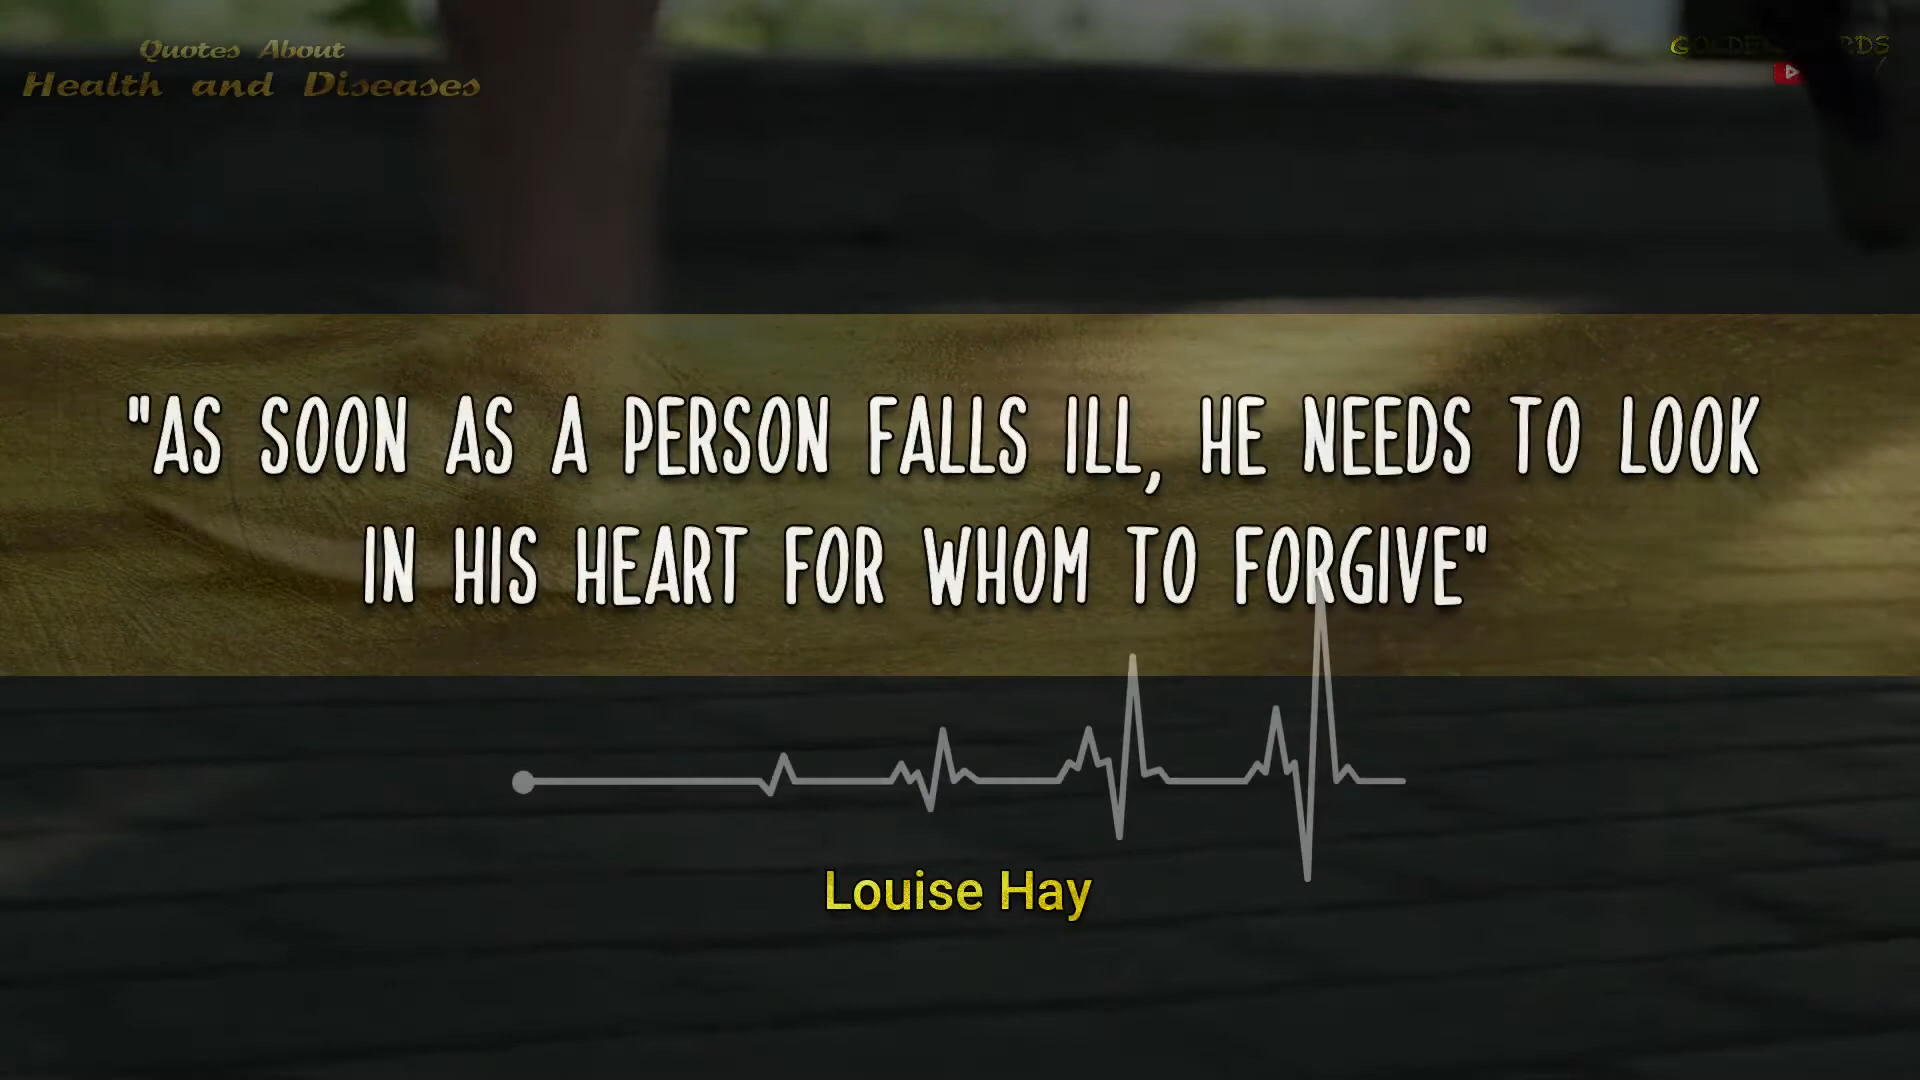 Quotes About
Health and Diseases
"AS SOON AS A PERSON FALLS ILL, HE NEEDS TO LOOK
IN HIS HEART FOR WHOM TO FORGIVE"
Louise Hay